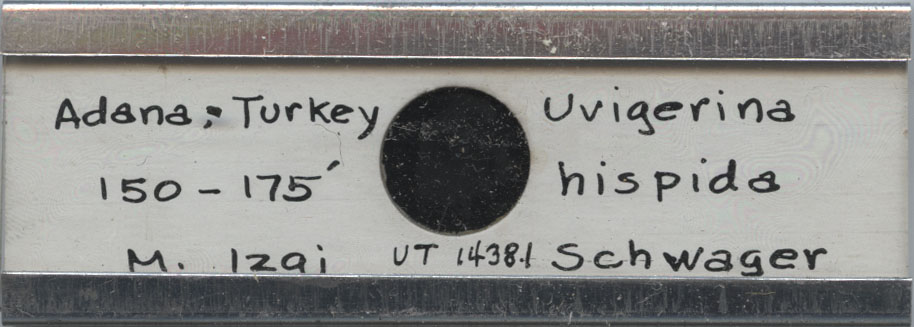 Adana; Turkey
150 - 175′
M. Izai
Uvigerina
hispida
Schwager
UT 14381